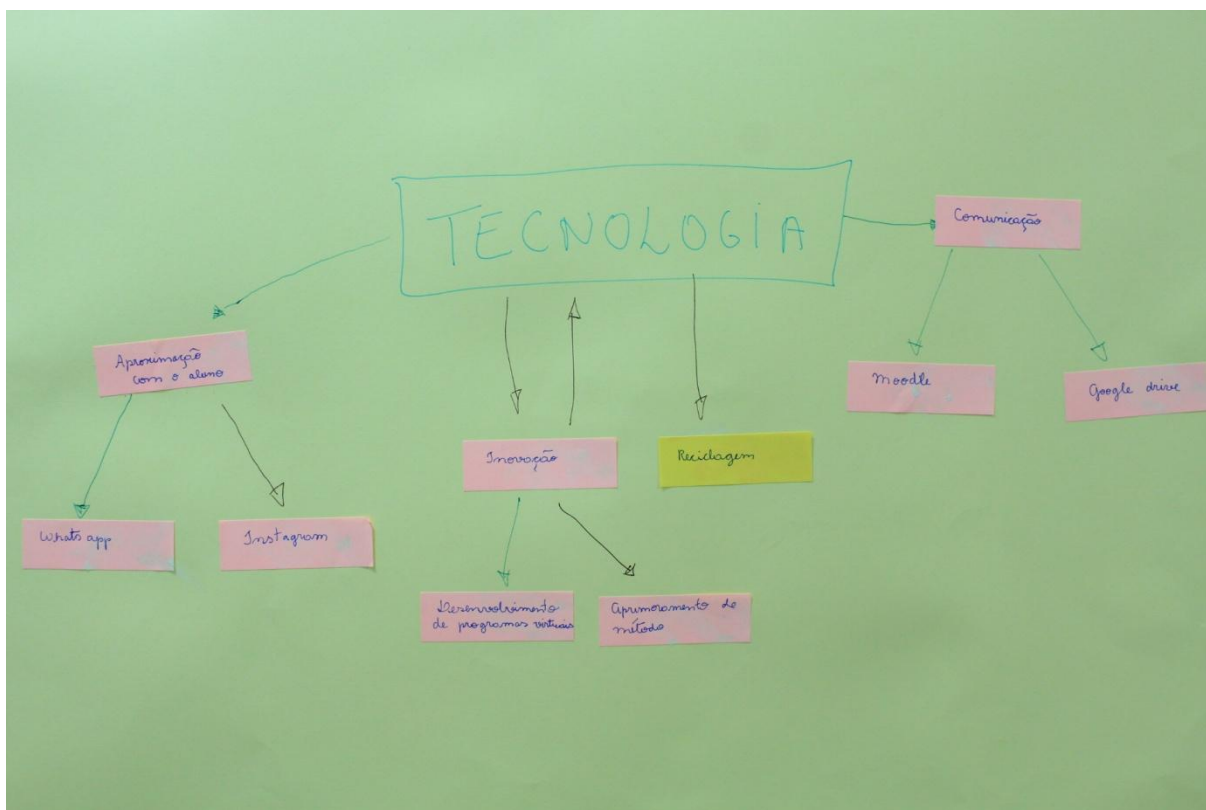 TECNOLOGIA
Comunicação
Aproximação
com o aluno
Moodle
Google drive
Inovação
Reciclagem
Whats app
Instagram
Desenvolvimento
de programas virtuais
Aprimoramento de
método